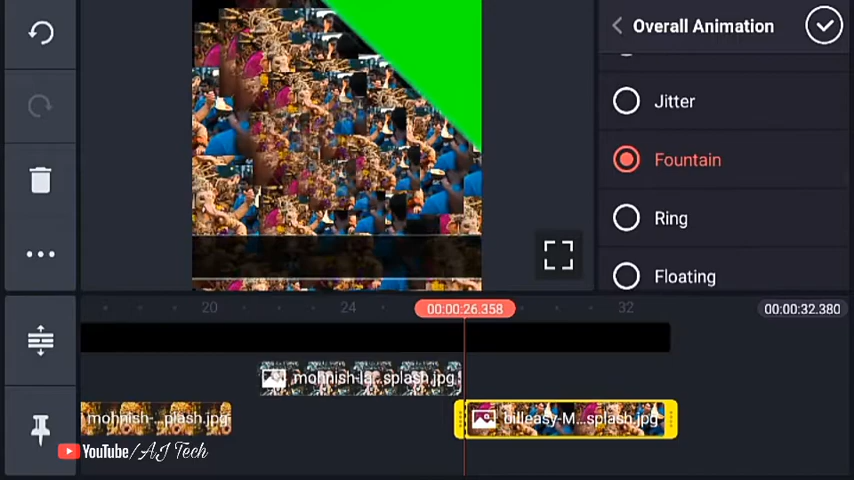 Overall Animation
Jitter
Fountain
Ring
Floating
20
24
00:00:26.358
32
00:00:32.380
mohnish-la..splash.jpg
mohnish-...plash.jpg
billeasy-M...splash.jpg
YouTube/AJ Tech